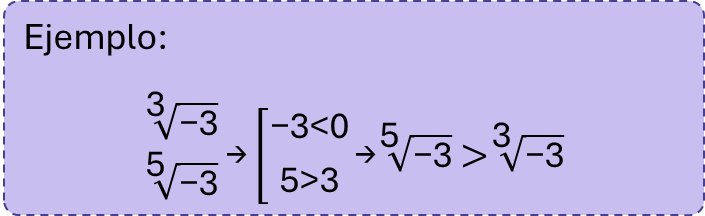 Ejemplo:
∛−3
⁵√−3
→ [ −3<0
5>3
→ ⁵√−3 > ∛−3